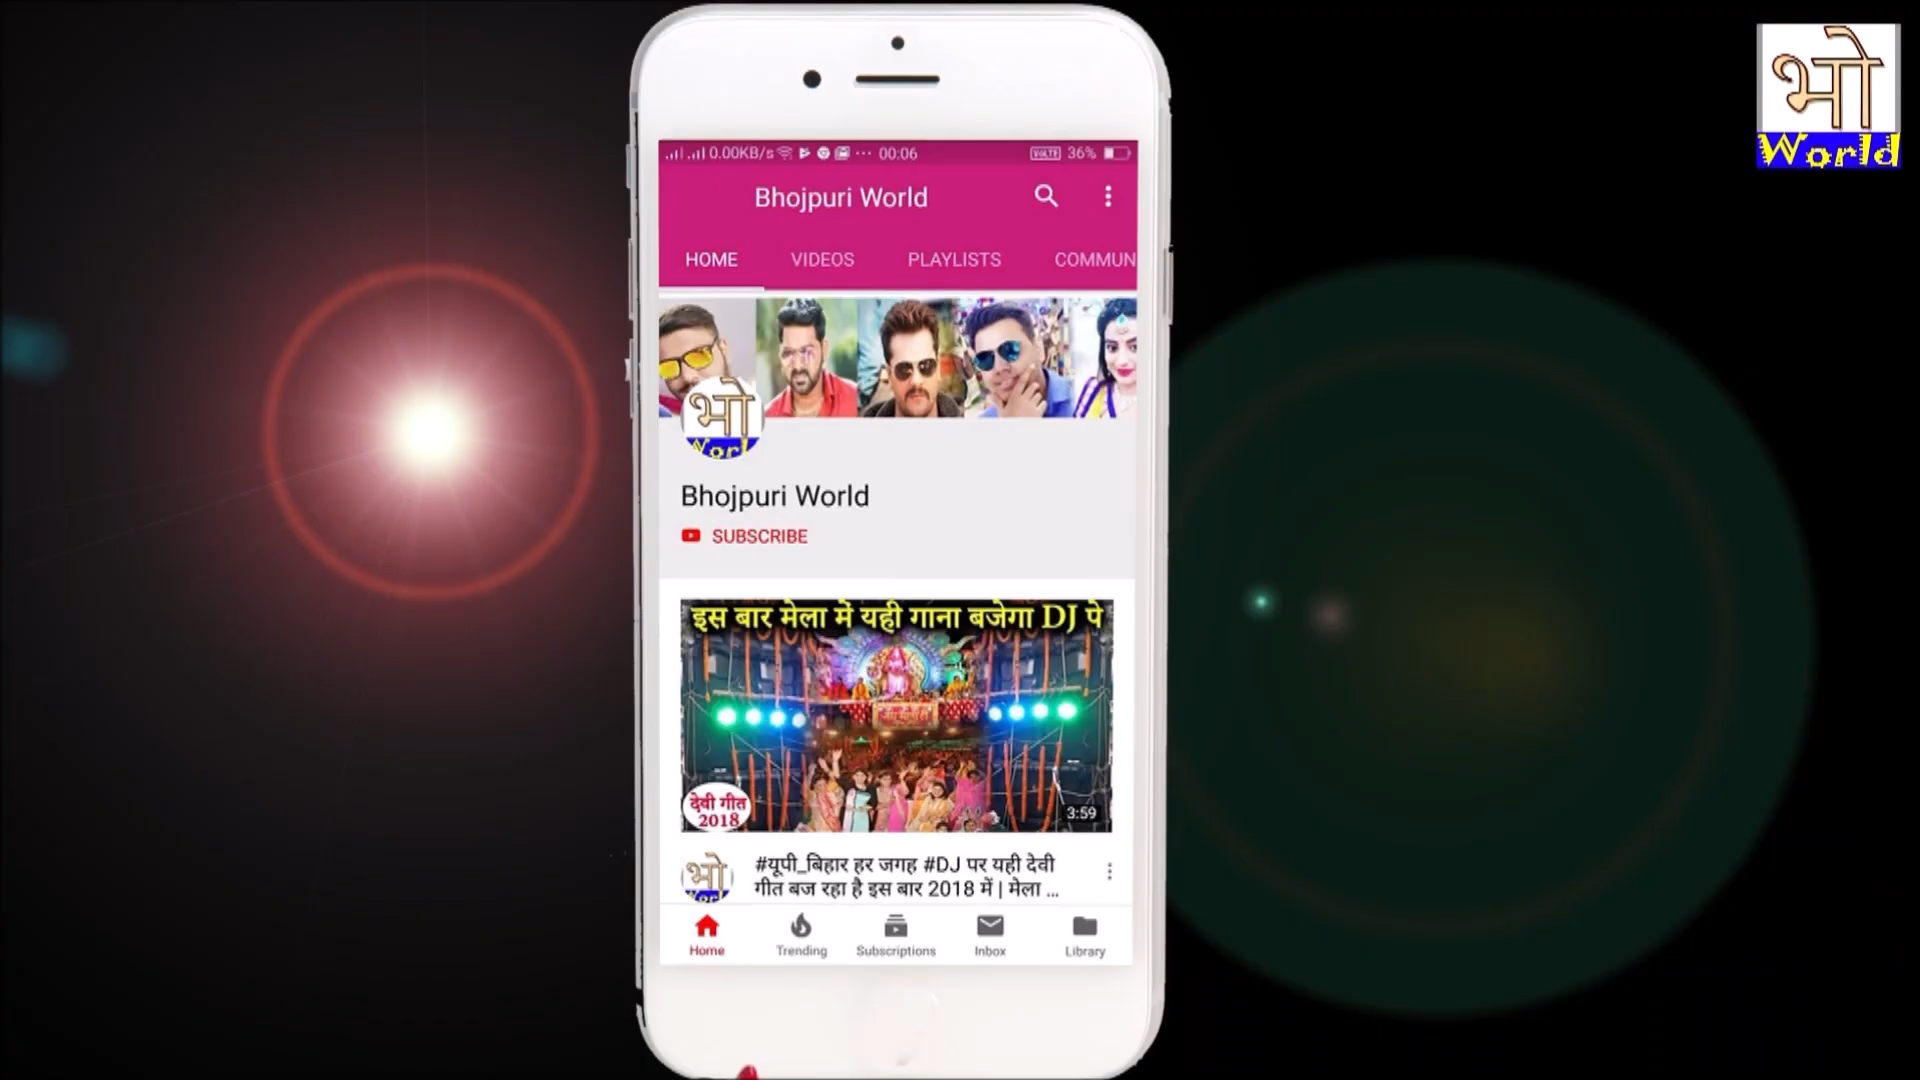 भो
World
0.00KB/s 00:06 VoLTE 36%
Bhojpuri World
HOME VIDEOS PLAYLISTS COMMUN
भो
Worl
Bhojpuri World
SUBSCRIBE
इस बार मेला में यही गाना बजेगा DJ पे
देवी गीत
2018
3:59
भो
Worl
#यूपी_बिहार हर जगह #DJ पर यही देवी
गीत बज रहा है इस बार 2018 में | मेला ...
Home Trending Subscriptions Inbox Library